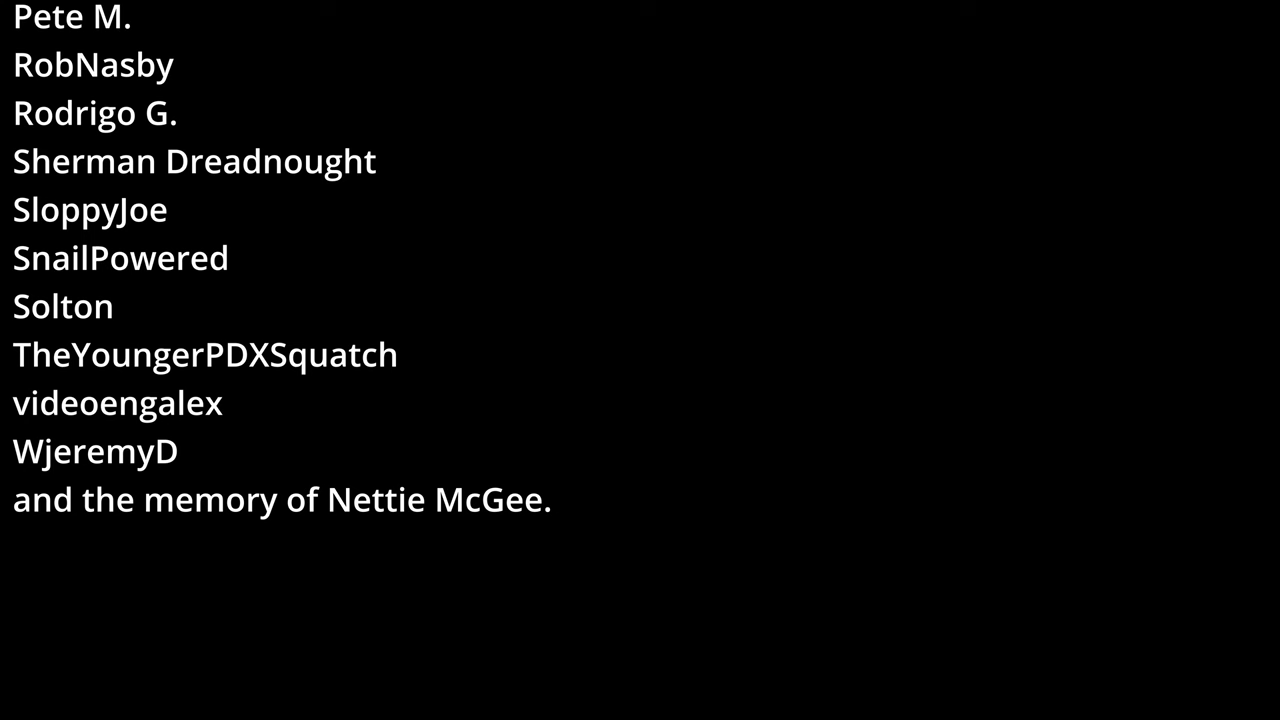 Pete M.
RobNasby
Rodrigo G.
Sherman Dreadnought
SloppyJoe
SnailPowered
Solton
TheYoungerPDXSquatch
videoengalex
WjeremyD
and the memory of Nettie McGee.